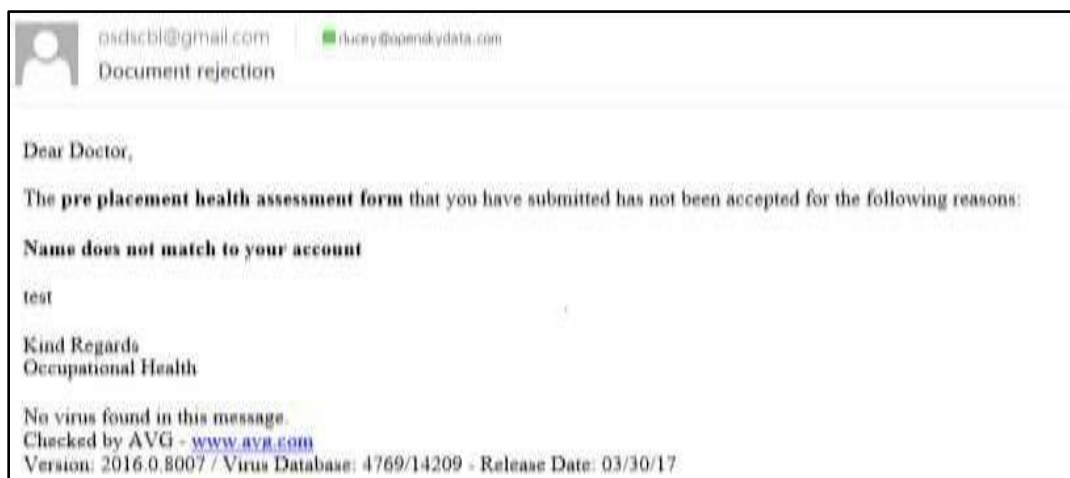 osdscbl@gmail.com rlucey@openskydata.com
Document rejection
Dear Doctor,
The pre placement health assessment form that you have submitted has not been accepted for the following reasons:
Name does not match to your account
test
Kind Regards
Occupational Health
No virus found in this message.
Checked by AVG - www.avg.com
Version: 2016.0.8007 / Virus Database: 4769/14209 - Release Date: 03/30/17